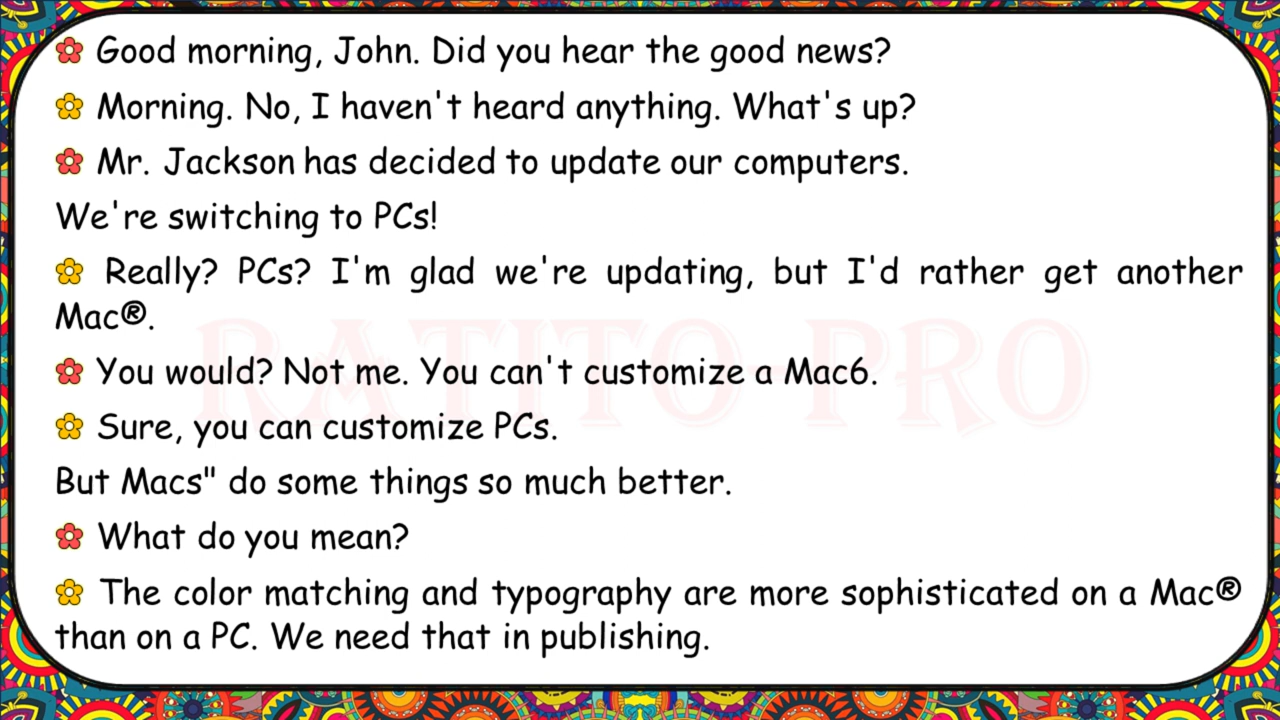 Good morning, John. Did you hear the good news?
Morning. No, I haven't heard anything. What's up?
Mr. Jackson has decided to update our computers.
We're switching to PCs!
Really? PCs? I'm glad we're updating, but I'd rather get another
Mac®.
You would? Not me. You can't customize a Mac6.
Sure, you can customize PCs.
But Macs" do some things so much better.
What do you mean?
The color matching and typography are more sophisticated on a Mac®
than on a PC. We need that in publishing.
RATITO PRO